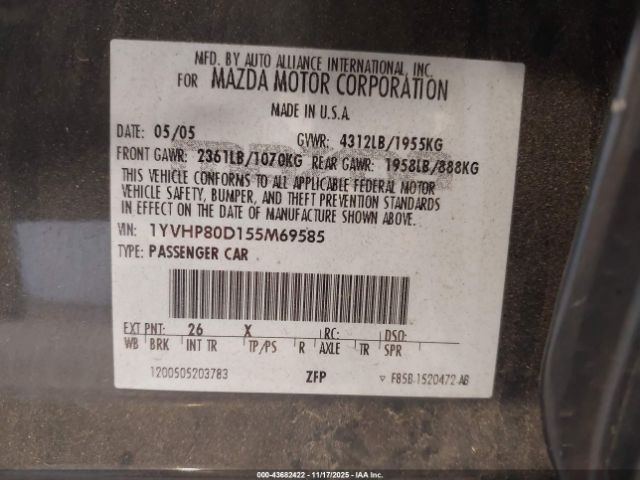 MFD. BY AUTO ALLIANCE INTERNATIONAL, INC.
FOR MAZDA MOTOR CORPORATION
MADE IN U.S.A.
DATE: 05/05 GVWR: 4312LB/1955KG
FRONT GAWR: 2361LB/1070KG REAR GAWR: 1958LB/888KG
THIS VEHICLE CONFORMS TO ALL APPLICABLE FEDERAL MOTOR
VEHICLE SAFETY, BUMPER, AND THEFT PREVENTION STANDARDS
IN EFFECT ON THE DATE OF MANUFACTURE SHOWN ABOVE.
VIN: 1YVHP80D155M69585
TYPE: PASSENGER CAR
EXT PNT: 26 X RC: DSO:
WB BRK INT TR TP/PS R AXLE TR SPR
1200505203783 ZFP F85B-1520472-AB
000-43682422 - 11/17/2025 - IAA Inc.